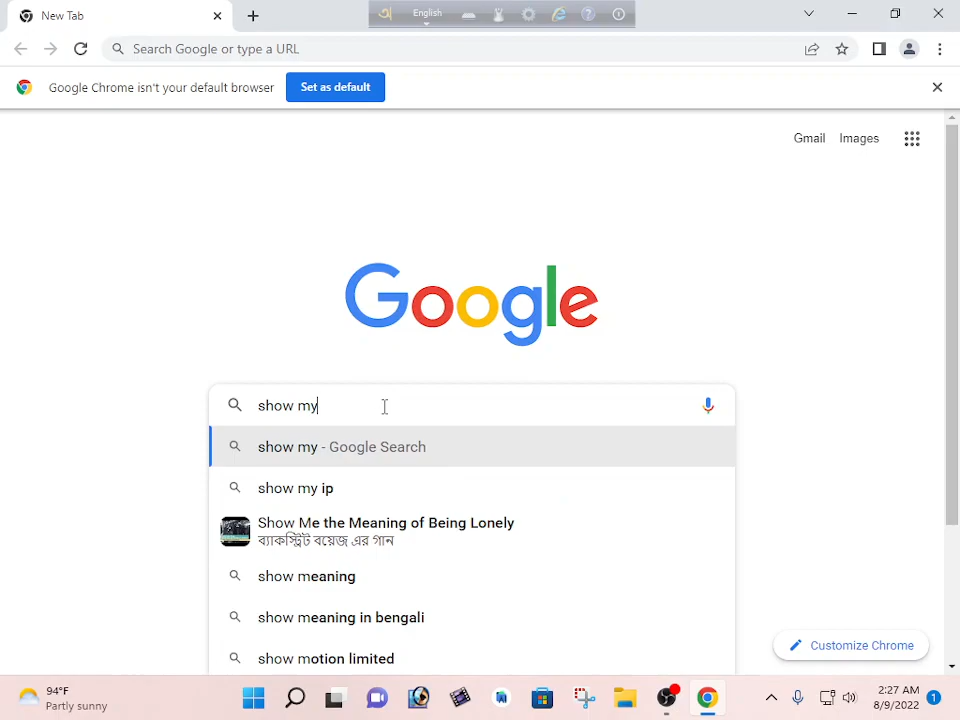 New Tab
English
Search Google or type a URL
Google Chrome isn't your default browser
Set as default
Gmail Images
Google
show my
show my - Google Search
show my ip
Show Me the Meaning of Being Lonely
ব্যাকস্ট্রিট বয়েজ এর গান
show meaning
show meaning in bengali
show motion limited
Customize Chrome
94°F
Partly sunny
2:27 AM
8/9/2022
1